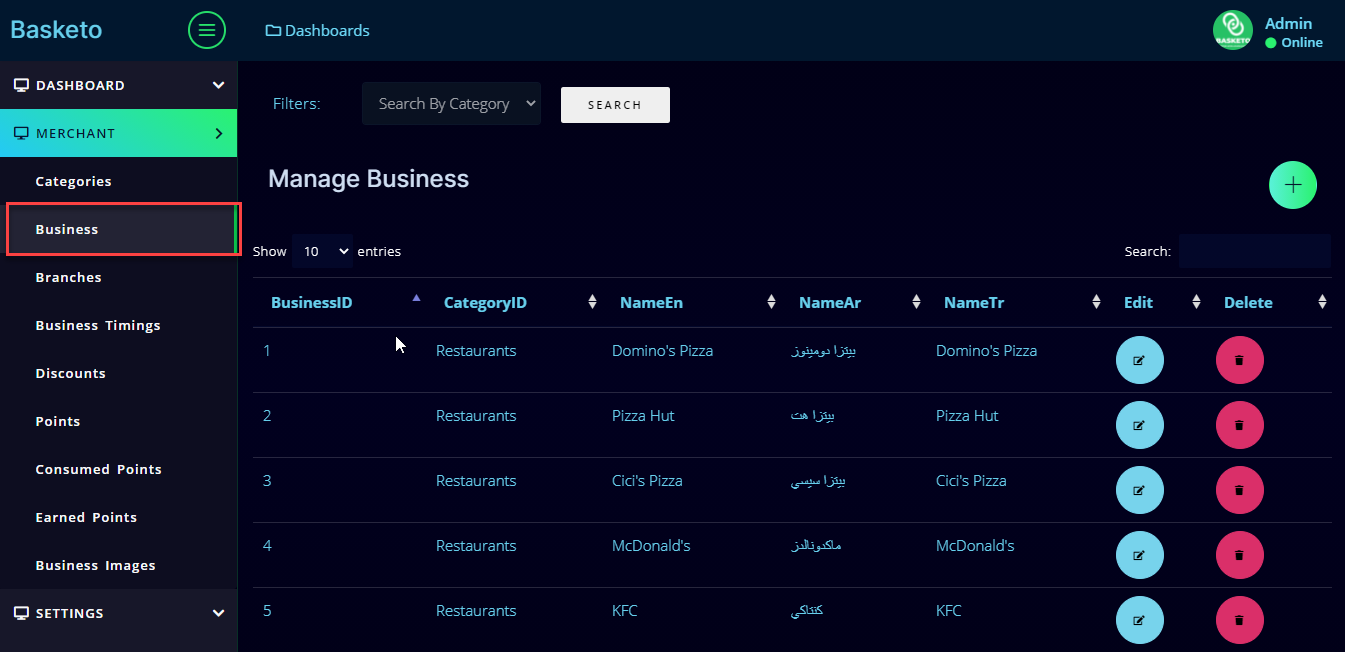 Basketo
Dashboards
BASKETO
Admin
Online
DASHBOARD
MERCHANT
Categories
Business
Branches
Business Timings
Discounts
Points
Consumed Points
Earned Points
Business Images
SETTINGS
Filters: Search By Category SEARCH
Manage Business
Show 10 entries Search:
BusinessID CategoryID NameEn NameAr NameTr Edit Delete
1 Restaurants Domino's Pizza بيتزا دومينوز Domino's Pizza
2 Restaurants Pizza Hut بيتزا هت Pizza Hut
3 Restaurants Cici's Pizza بيتزا سيسي Cici's Pizza
4 Restaurants McDonald's ماكدونالدز McDonald's
5 Restaurants KFC كنتاكي KFC